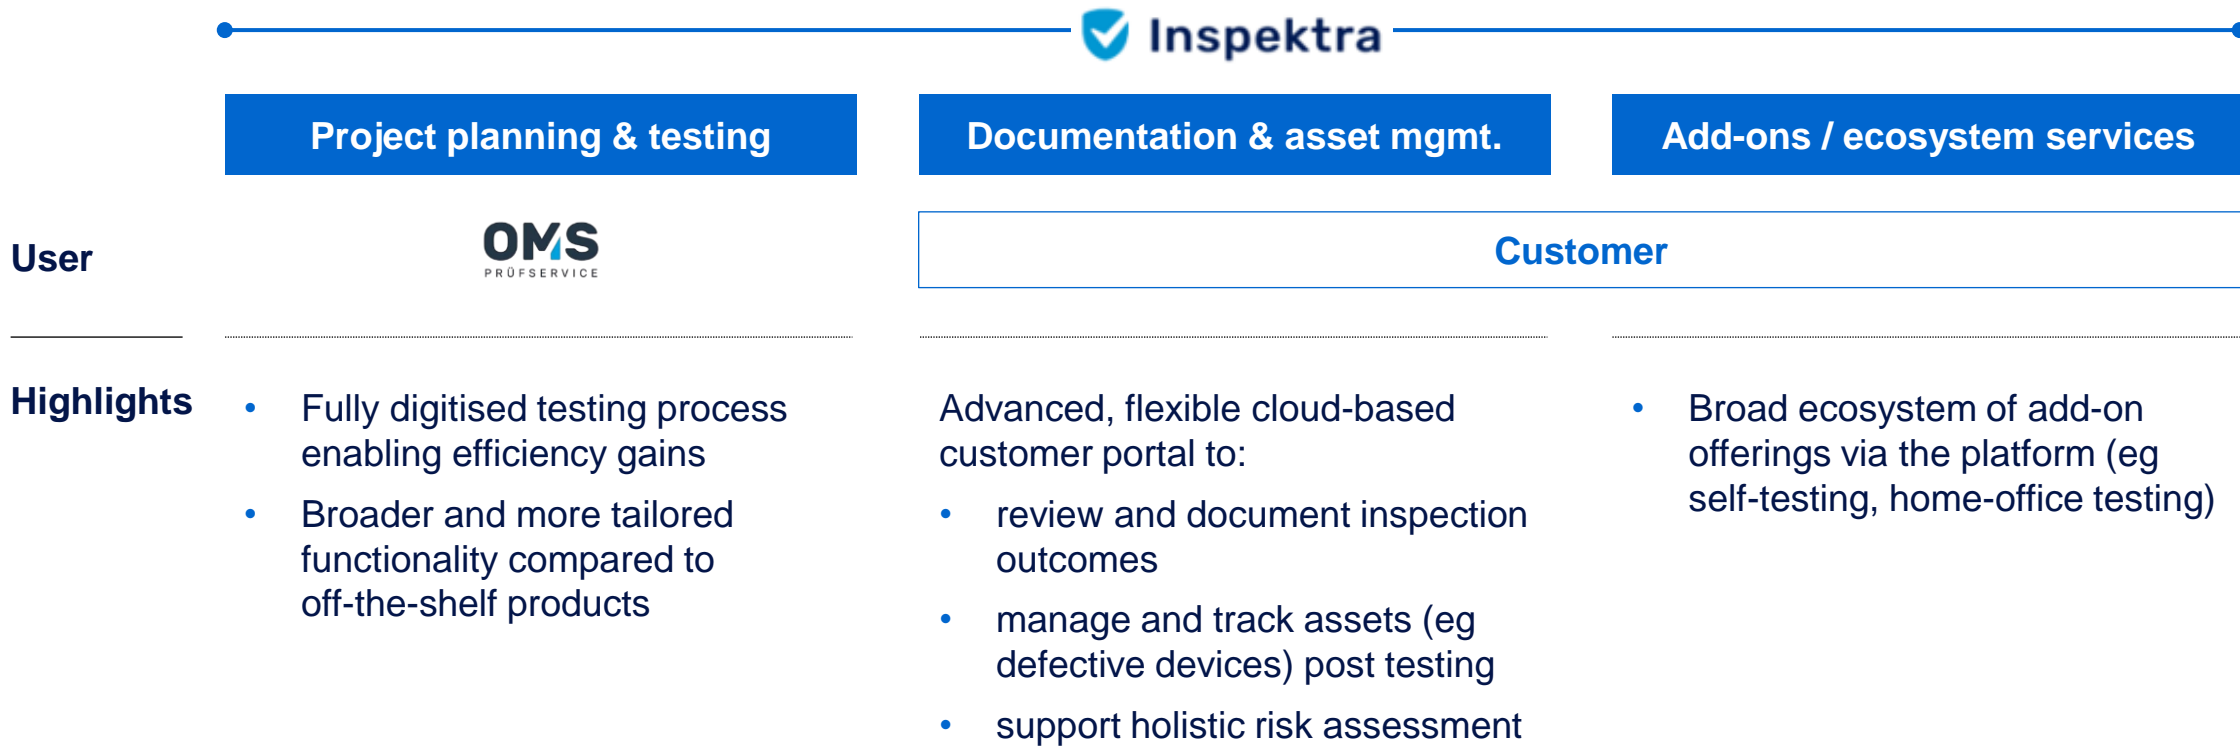 Inspektra
Project planning & testing
Documentation & asset mgmt.
Add-ons / ecosystem services
User
OMS
PRÜFSERVICE
Customer
Highlights
• Fully digitised testing process
enabling efficiency gains
• Broader and more tailored
functionality compared to
off-the-shelf products
Advanced, flexible cloud-based
customer portal to:
• review and document inspection
outcomes
• manage and track assets (eg
defective devices) post testing
• support holistic risk assessment
• Broad ecosystem of add-on
offerings via the platform (eg
self-testing, home-office testing)